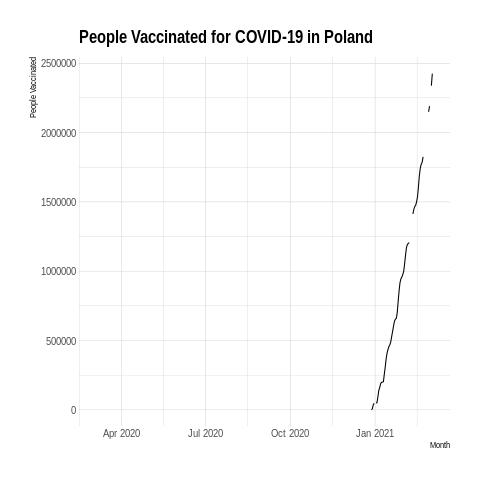 People Vaccinated for COVID-19 in Poland
People Vaccinated
2500000
2000000
1500000
1000000
500000
0
Apr 2020 Jul 2020 Oct 2020 Jan 2021
Month